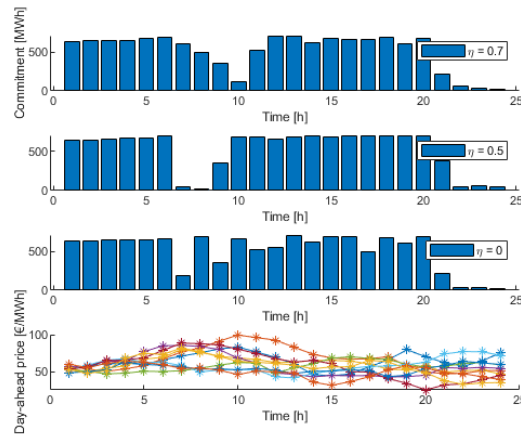 500
0
Commitment [MWh]
η = 0.7
0 5 10 15 20 25
Time [h]
500
0
η = 0.5
0 5 10 15 20 25
Time [h]
500
0
η = 0
0 5 10 15 20 25
Time [h]
Day-ahead price [€/MWh]
100
50
0 5 10 15 20 25
Time [h]